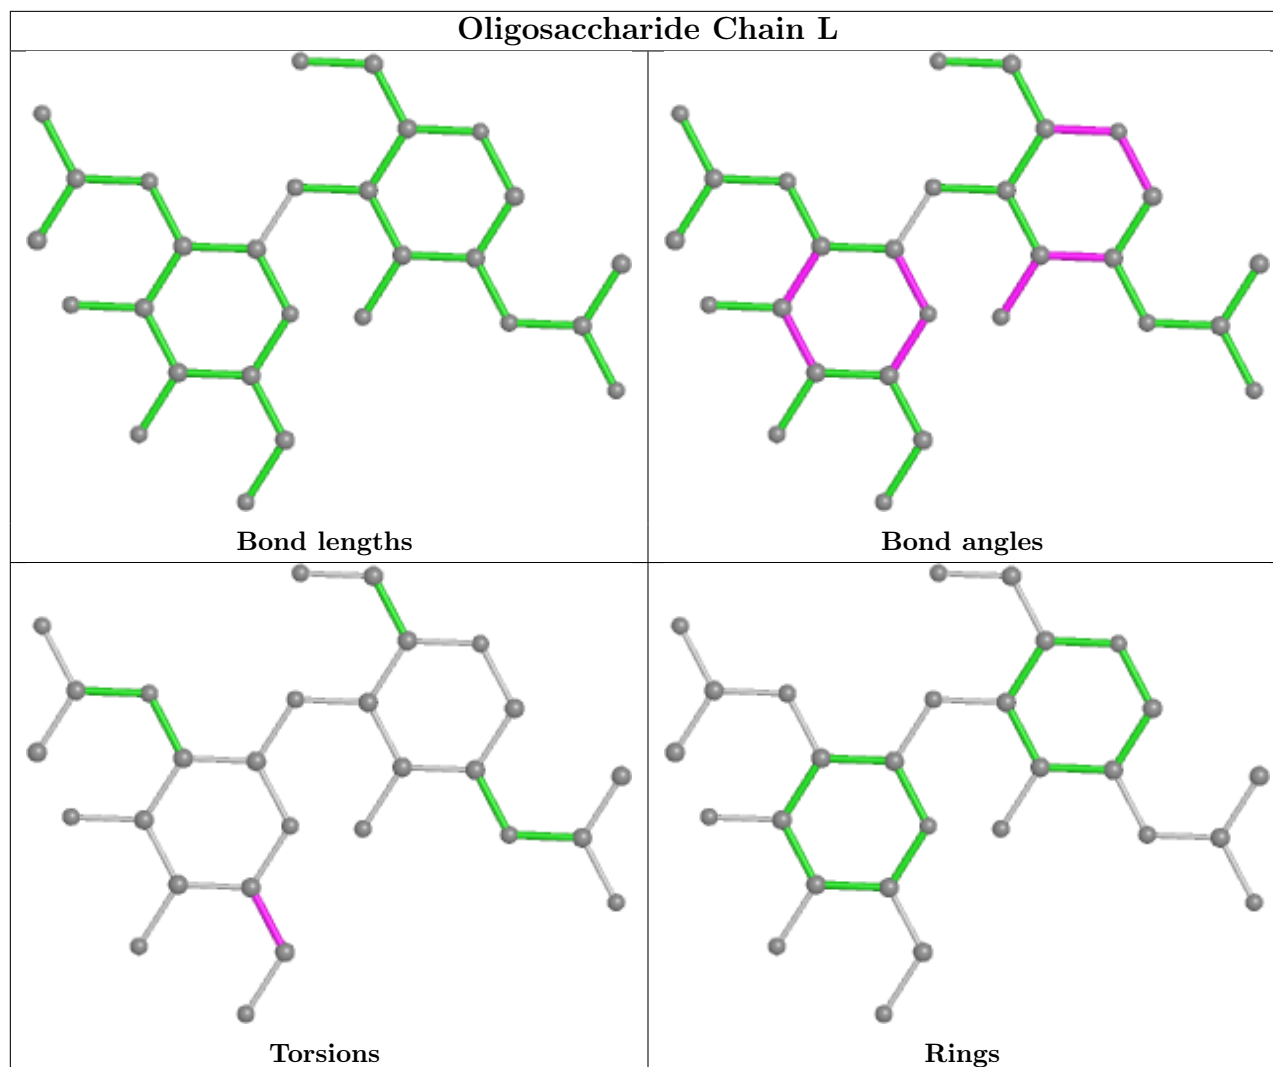 Oligosaccharide Chain L
Bond lengths
Bond angles
Torsions
Rings